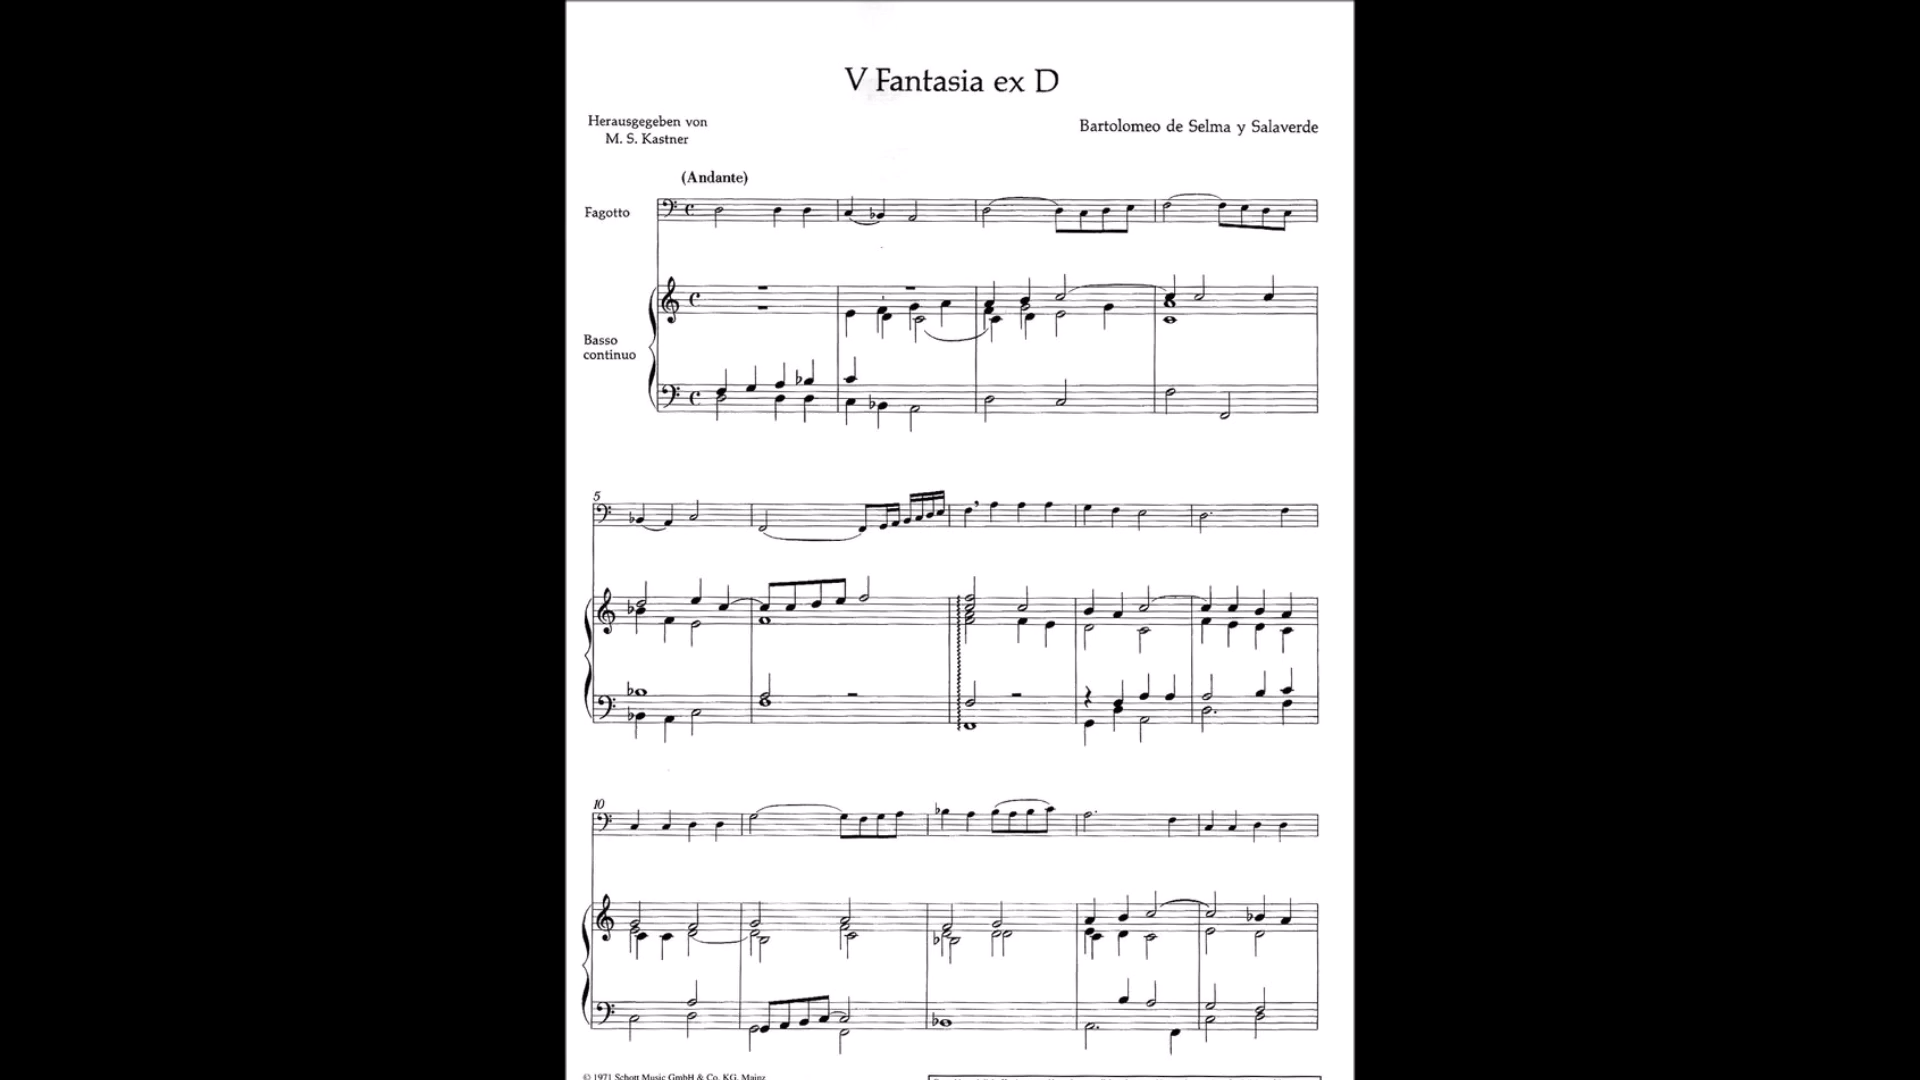 V Fantasia ex D
Herausgegeben von
M. S. Kastner
Bartolomeo de Selma y Salaverde
(Andante)
Fagotto
Basso
continuo
5
10
© 1971 Schott Music GmbH & Co. KG, Mainz